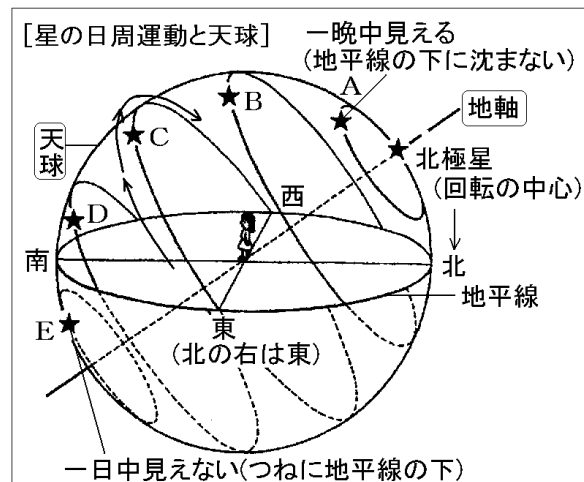 [星の日周運動と天球]
一晩中見える
(地平線の下に沈まない)
A
B
C
地軸
天球
北極星
(回転の中心)
D
西
南
北
地平線
E
東
(北の右は東)
一日中見えない(つねに地平線の下)